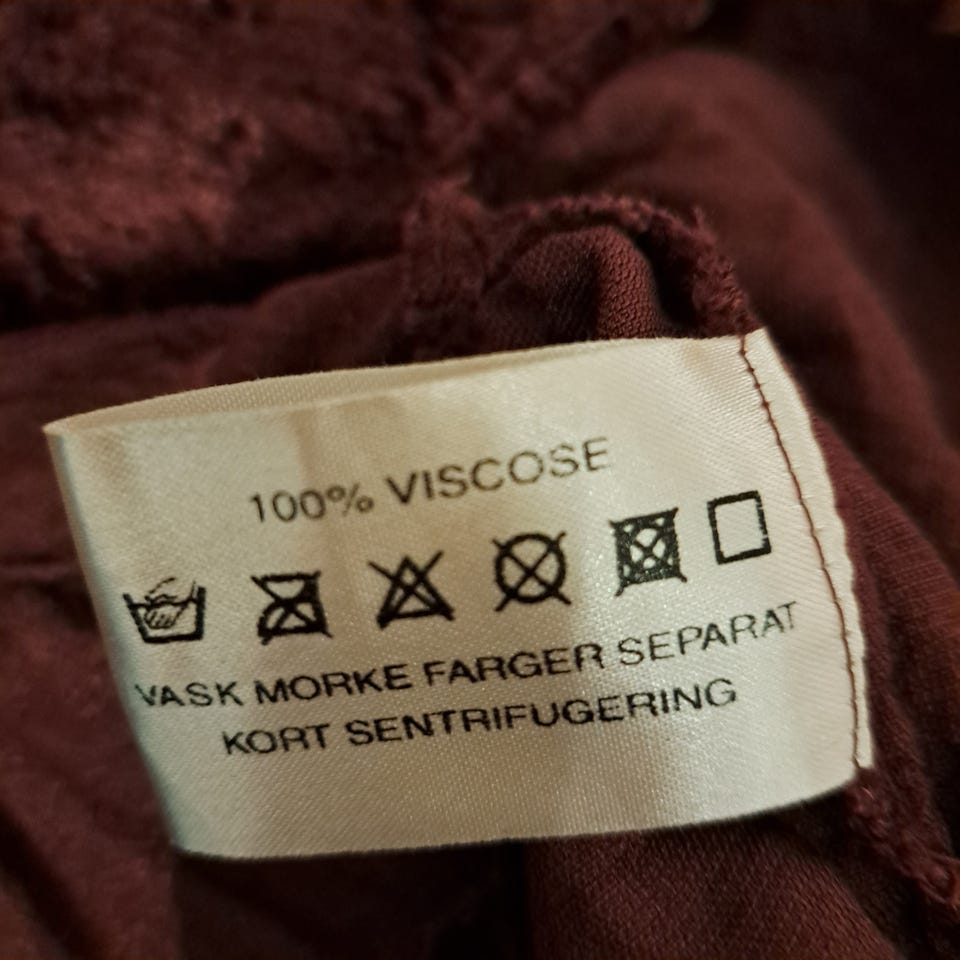 100% VISCOSE
VASK MORKE FARGER SEPARAT
KORT SENTRIFUGERING